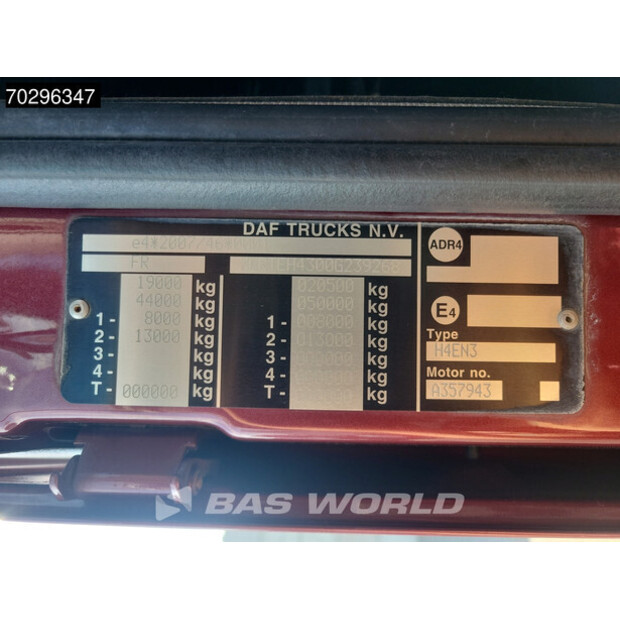 70296347
DAF TRUCKS N.V.
e4*2007/46*
FR
19000 kg 020500 kg
44000 kg 050000 kg
1- 8000 kg 1- 008000 kg
2- 13000 kg 2- 013000 kg
3- kg 3- kg
4- kg 4- kg
T- 000000 kg T- kg
ADR4
E4
Type
H4EN3
Motor no.
A357943
BAS WORLD